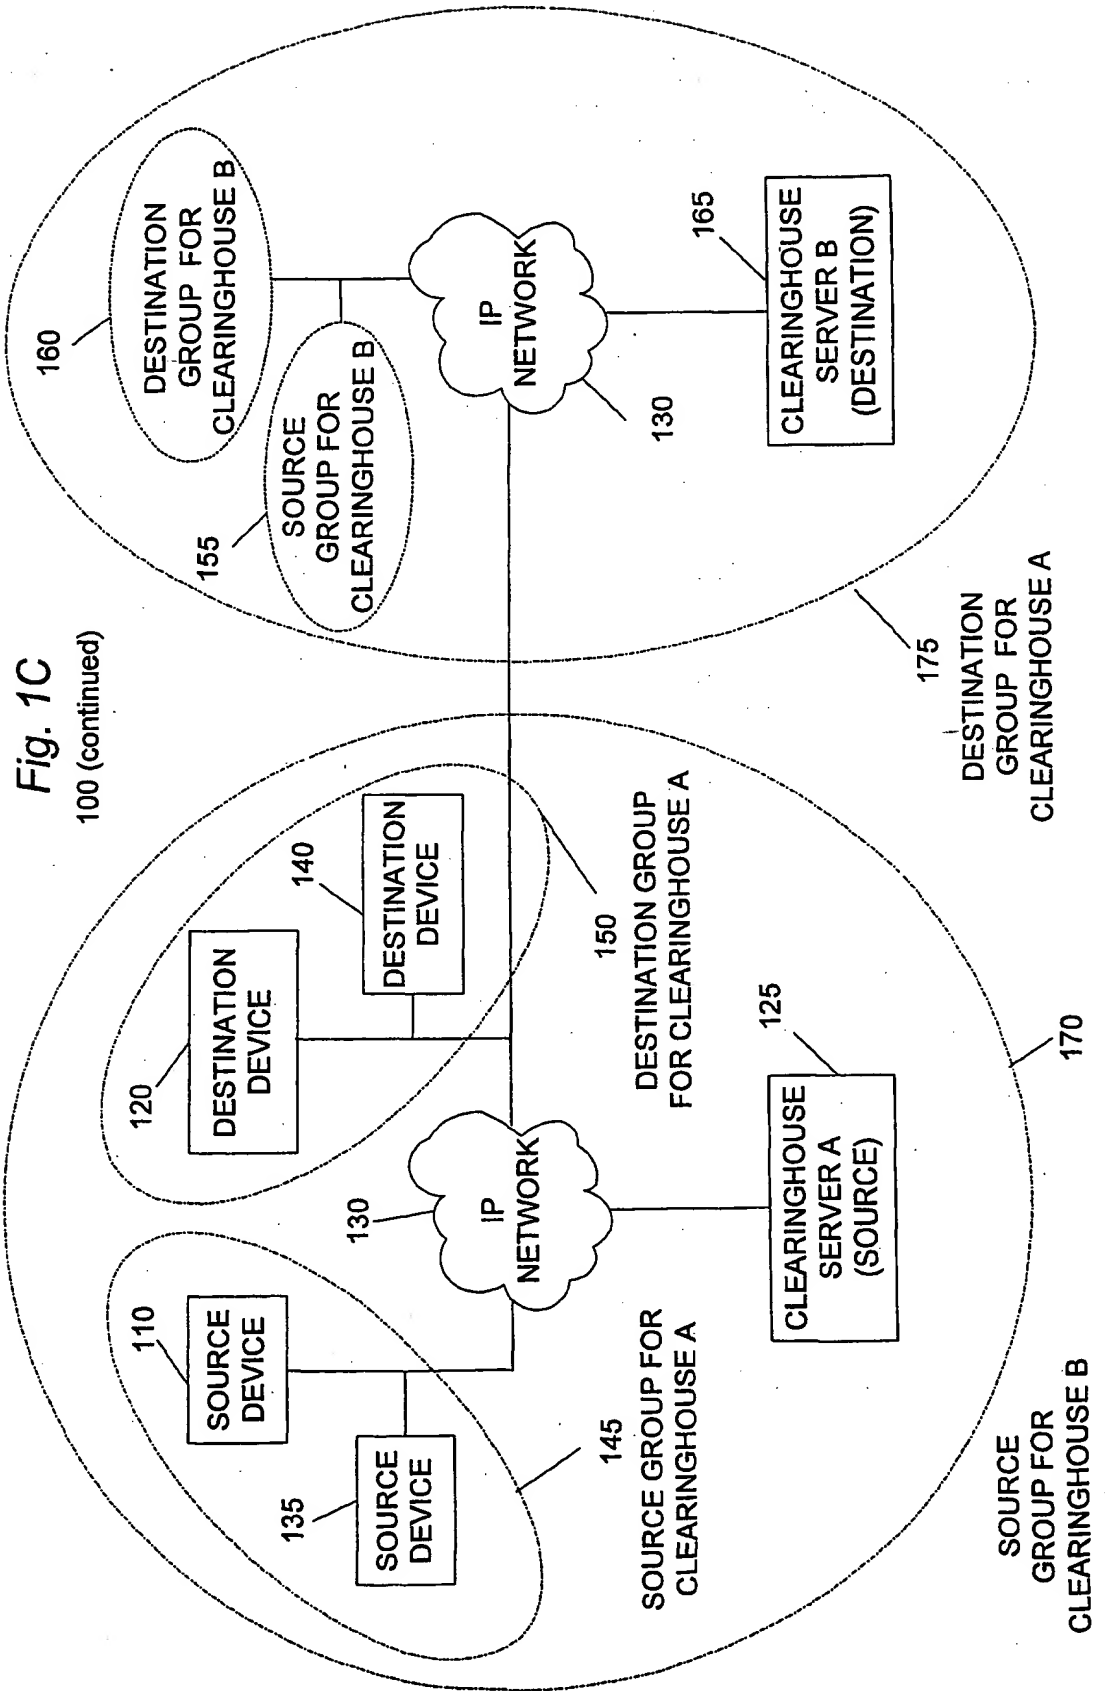 Fig. 1C
100 (continued)
110
SOURCE
DEVICE
135
SOURCE
DEVICE
145
SOURCE GROUP FOR
CLEARINGHOUSE A
120
DESTINATION
DEVICE
140
DESTINATION
DEVICE
150
DESTINATION GROUP
FOR CLEARINGHOUSE A
130
IP
NETWORK
125
CLEARINGHOUSE
SERVER A
(SOURCE)
170
SOURCE
GROUP FOR
CLEARINGHOUSE B
160
DESTINATION
GROUP FOR
CLEARINGHOUSE B
155
SOURCE
GROUP FOR
CLEARINGHOUSE B
IP
NETWORK
130
165
CLEARINGHOUSE
SERVER B
(DESTINATION)
175
DESTINATION
GROUP FOR
CLEARINGHOUSE A